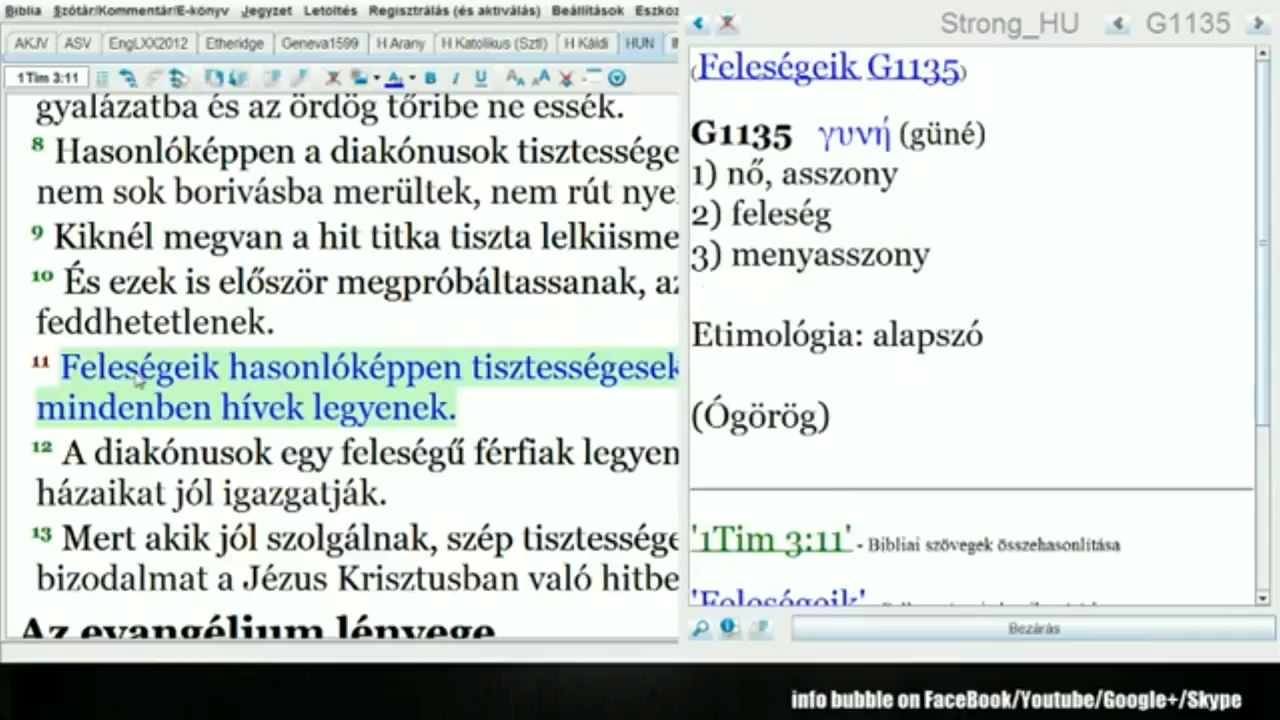 Biblia Szótár/Kommentár/E-könyv Jegyzet Letöltés Regisztrálás (és aktiválás) Beállítások Eszköz
AKJV ASV EngLXX2012 Etheridge Geneva1599 H Arany H Katolikus (Sztl) H Káldi HUN
1Tim 3:11
gyalázatba és az ördög tőribe ne essék.
8 Hasonlóképpen a diakónusok tisztessége
nem sok borivásba merültek, nem rút nye
9 Kiknél megvan a hit titka tiszta lelkiisme
10 És ezek is először megpróbáltassanak, az
feddhetetlenek.
11 Feleségeik hasonlóképpen tisztességesek
mindenben hívek legyenek.
12 A diakónusok egy feleségű férfiak legyen
házaikat jól igazgatják.
13 Mert akik jól szolgálnak, szép tisztessége
bizodalmat a Jézus Krisztusban való hitbe
Az evangélium lényege
Strong_HU G1135
(Feleségeik G1135)
G1135 γυνή (güné)
1) nő, asszony
2) feleség
3) menyasszony
Etimológia: alapszó
(Ógörög)
'1Tim 3:11' - Bibliai szövegek összehasonlítása
'Feleségeik'
Bezárás
info bubble on FaceBook/Youtube/Google+/Skype